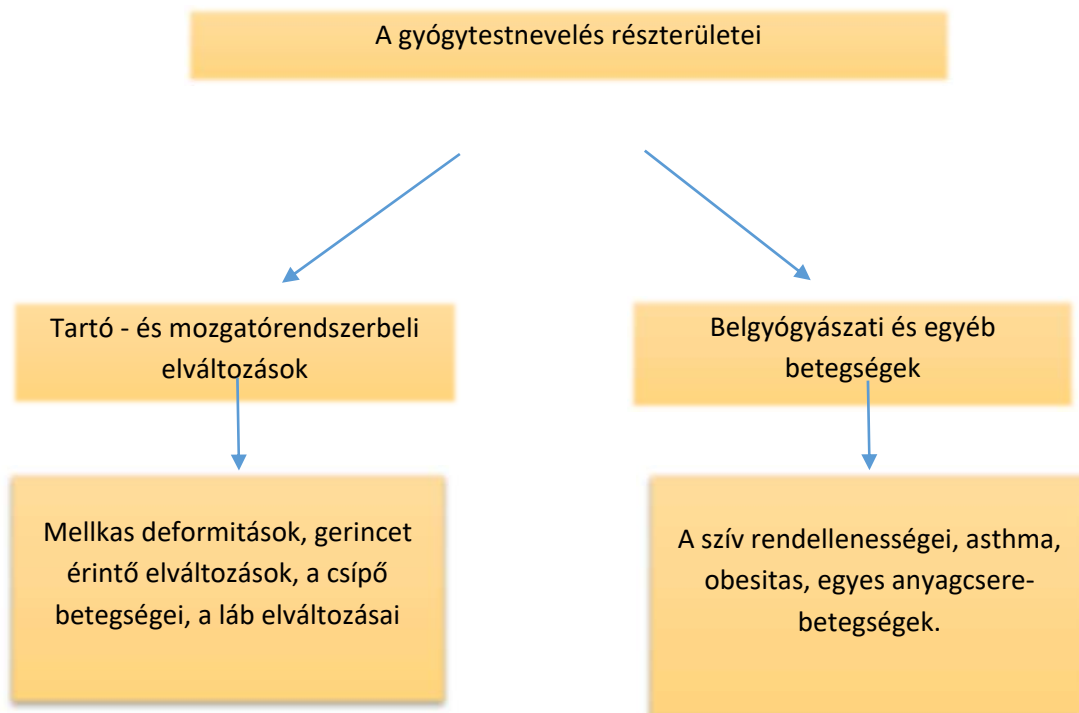 A gyógytestnevelés részterületei
Tartó - és mozgatórendszerbeli
elváltozások
Belgyógyászati és egyéb
betegségek
Mellkas deformitások, gerincet
érintő elváltozások, a csípő
betegségei, a láb elváltozásai
A szív rendellenességei, asthma,
obesitas, egyes anyagcsere-
betegségek.